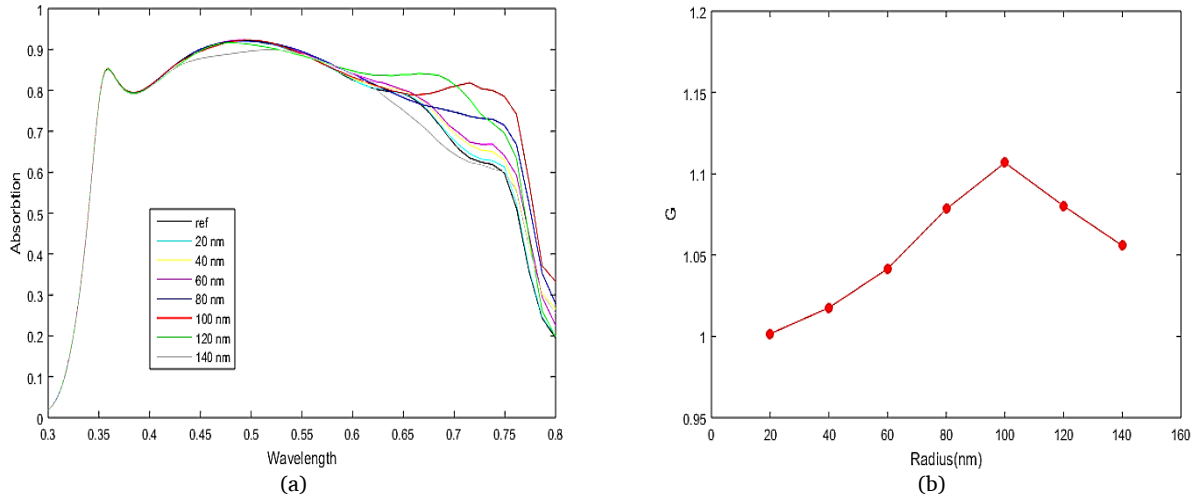 1
0.9
0.8
0.7
0.6
0.5
0.4
0.3
0.2
0.1
0
Absorbtion
ref
20 nm
40 nm
60 nm
80 nm
100 nm
120 nm
140 nm
0.3 0.35 0.4 0.45 0.5 0.55 0.6 0.65 0.7 0.75 0.8
Wavelength
(a)
1.2
1.15
1.1
1.05
1
0.95
G
0 20 40 60 80 100 120 140 160
Radius(nm)
(b)